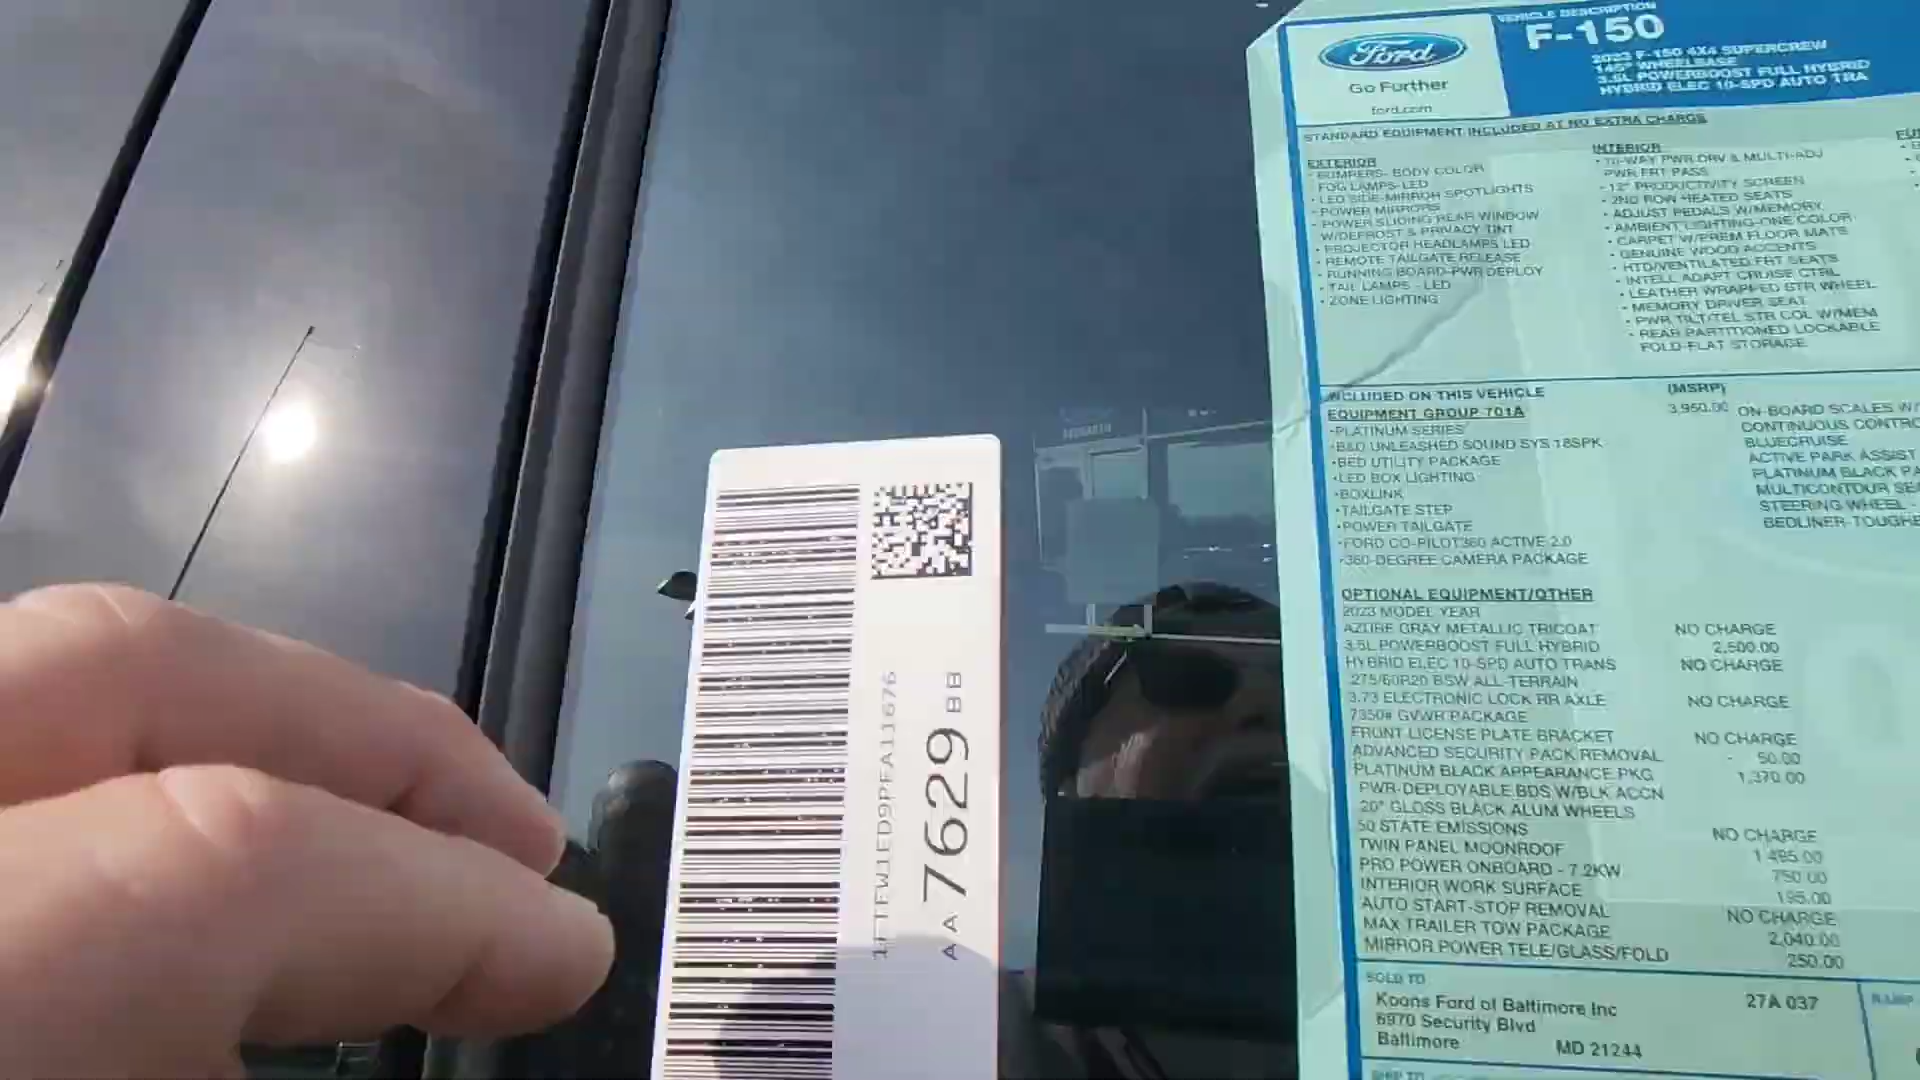 1FTFW1ED9PFA11676
AA 7629 BB
Ford
Go Further
ford.com
VEHICLE DESCRIPTION
F-150
2023 F-150 4X4 SUPERCREW
145" WHEELBASE
3.5L POWERBOOST FULL HYBRID
HYBRID ELEC 10-SPD AUTO TRA
STANDARD EQUIPMENT INCLUDED AT NO EXTRA CHARGE
EXTERIOR
• BUMPERS- BODY COLOR
• FOG LAMPS-LED
• LED SIDE-MIRROR SPOTLIGHTS
• POWER MIRRORS
• POWER SLIDING REAR WINDOW
W/DEFROST & PRIVACY TINT
• PROJECTOR HEADLAMPS LED
• REMOTE TAILGATE RELEASE
• RUNNING BOARD-PWR DEPLOY
• TAIL LAMPS - LED
• ZONE LIGHTING
INTERIOR
• 10-WAY PWR DRV & MULTI-ADJ
PWR FRT PASS
• 12" PRODUCTIVITY SCREEN
• 2ND ROW HEATED SEATS
• ADJUST PEDALS W/MEMORY
• AMBIENT LIGHTING-ONE COLOR
• CARPET W/PREM FLOOR MATS
• GENUINE WOOD ACCENTS
• HTD/VENTILATED FRT SEATS
• INTELL ADAPT CRUISE CTRL
• LEATHER WRAPPED STR WHEEL
• MEMORY DRIVER SEAT
• PWR TILT/TEL STR COL W/MEM
• REAR PARTITIONED LOCKABLE
FOLD-FLAT STORAGE
INCLUDED ON THIS VEHICLE (MSRP)
EQUIPMENT GROUP 701A 3,950.00
•PLATINUM SERIES
•B&O UNLEASHED SOUND SYS 18SPK
•BED UTILITY PACKAGE
•LED BOX LIGHTING
•BOXLINK
•TAILGATE STEP
•POWER TAILGATE
•FORD CO-PILOT360 ACTIVE 2.0
•360-DEGREE CAMERA PACKAGE
ON-BOARD SCALES W/
CONTINUOUS CONTRO
BLUECRUISE
ACTIVE PARK ASSIST
PLATINUM BLACK PA
MULTICONTOUR SEA
STEERING WHEEL -
BEDLINER-TOUGHE
OPTIONAL EQUIPMENT/OTHER
2023 MODEL YEAR
AZURE GRAY METALLIC TRICOAT NO CHARGE
3.5L POWERBOOST FULL HYBRID 2,500.00
HYBRID ELEC 10-SPD AUTO TRANS NO CHARGE
.275/60R20 BSW ALL-TERRAIN
3.73 ELECTRONIC LOCK RR AXLE NO CHARGE
7350# GVWR PACKAGE
FRONT LICENSE PLATE BRACKET NO CHARGE
ADVANCED SECURITY PACK REMOVAL - 50.00
PLATINUM BLACK APPEARANCE PKG 1,370.00
PWR-DEPLOYABLE BDS W/BLK ACCN
.20" GLOSS BLACK ALUM WHEELS
50 STATE EMISSIONS NO CHARGE
TWIN PANEL MOONROOF 1,495.00
PRO POWER ONBOARD - 7.2KW 750.00
INTERIOR WORK SURFACE 195.00
AUTO START-STOP REMOVAL NO CHARGE
MAX TRAILER TOW PACKAGE 2,040.00
MIRROR POWER TELE/GLASS/FOLD 250.00
SOLD TO
Koons Ford of Baltimore Inc 27A 037
6970 Security Blvd
Baltimore MD 21244
SHIP TO
RAMP